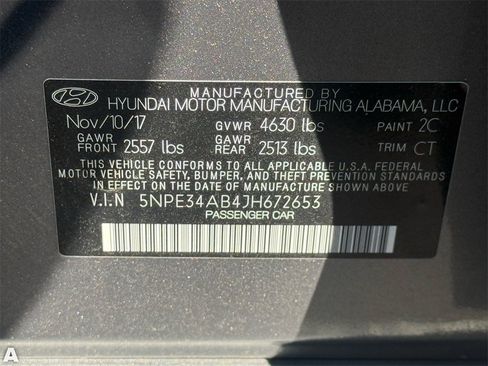 MANUFACTURED BY
HYUNDAI MOTOR MANUFACTURING ALABAMA, LLC
Nov/10/17 GVWR 4630 lbs PAINT 2C
GAWR GAWR
FRONT 2557 lbs REAR 2513 lbs TRIM CT
THIS VEHICLE CONFORMS TO ALL APPLICABLE U.S.A. FEDERAL
MOTOR VEHICLE SAFETY, BUMPER, AND THEFT PREVENTION STANDARDS
IN EFFECT ON THE DATE OF MANUFACTURE SHOWN ABOVE.
V.I.N 5NPE34AB4JH672653
PASSENGER CAR
A